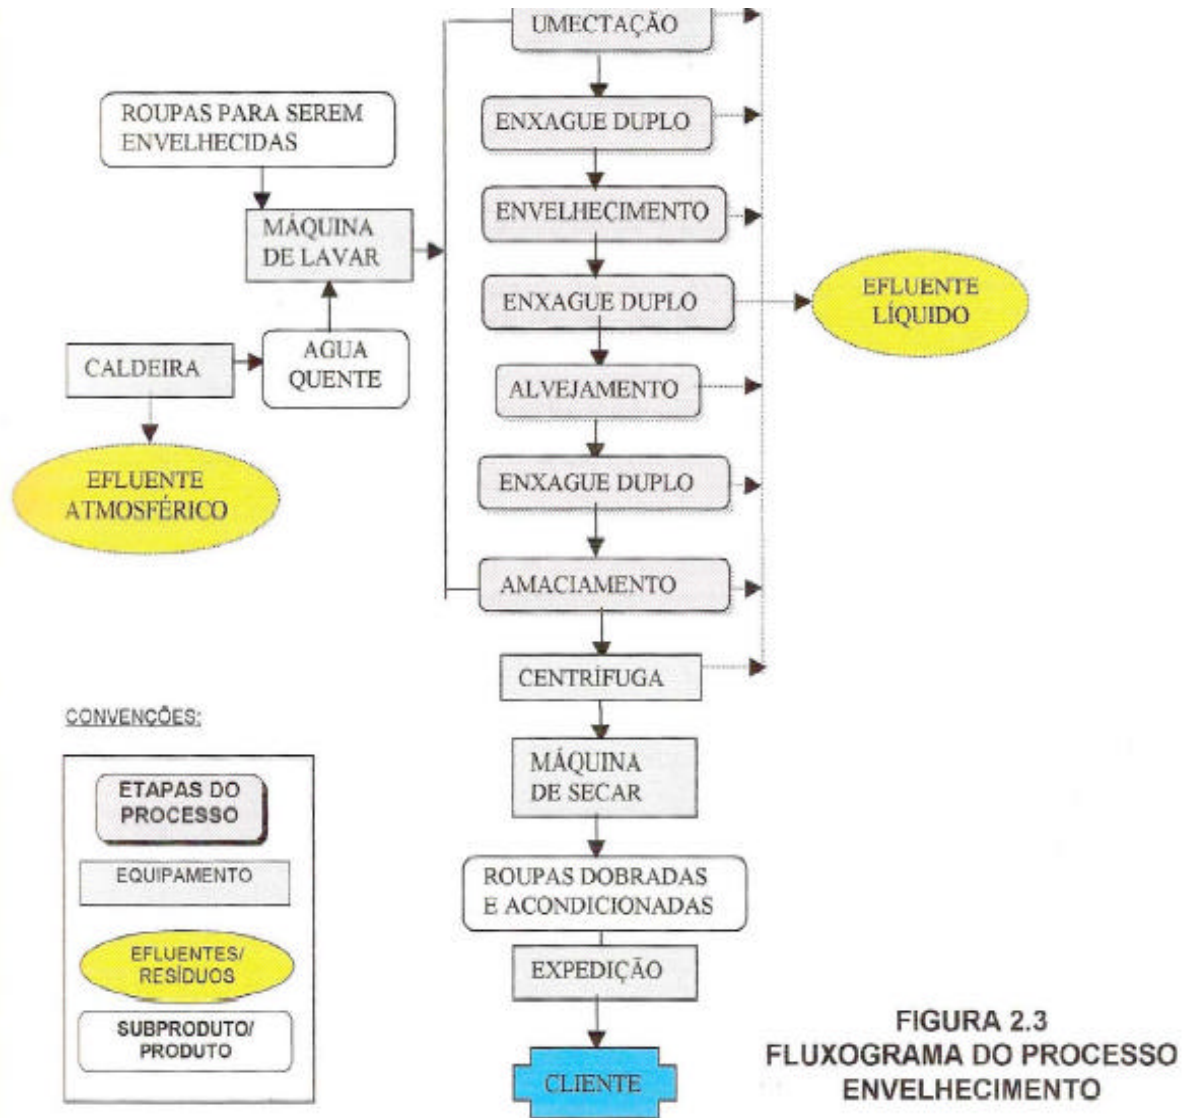 UMECTAÇÃO
ROUPAS PARA SEREM
ENVELHECIDAS
ENXAGUE DUPLO
ENVELHECIMENTO
MÁQUINA
DE LAVAR
ENXAGUE DUPLO
EFLUENTE
LÍQUIDO
CALDEIRA
AGUA
QUENTE
ALVEJAMENTO
EFLUENTE
ATMOSFÉRICO
ENXAGUE DUPLO
AMACIAMENTO
CENTRÍFUGA
MÁQUINA
DE SECAR
ROUPAS DOBRADAS
E ACONDICIONADAS
EXPEDIÇÃO
CLIENTE
CONVENÇÕES:
ETAPAS DO
PROCESSO
EQUIPAMENTO
EFLUENTES/
RESÍDUOS
SUBPRODUTO/
PRODUTO
FIGURA 2.3
FLUXOGRAMA DO PROCESSO
ENVELHECIMENTO